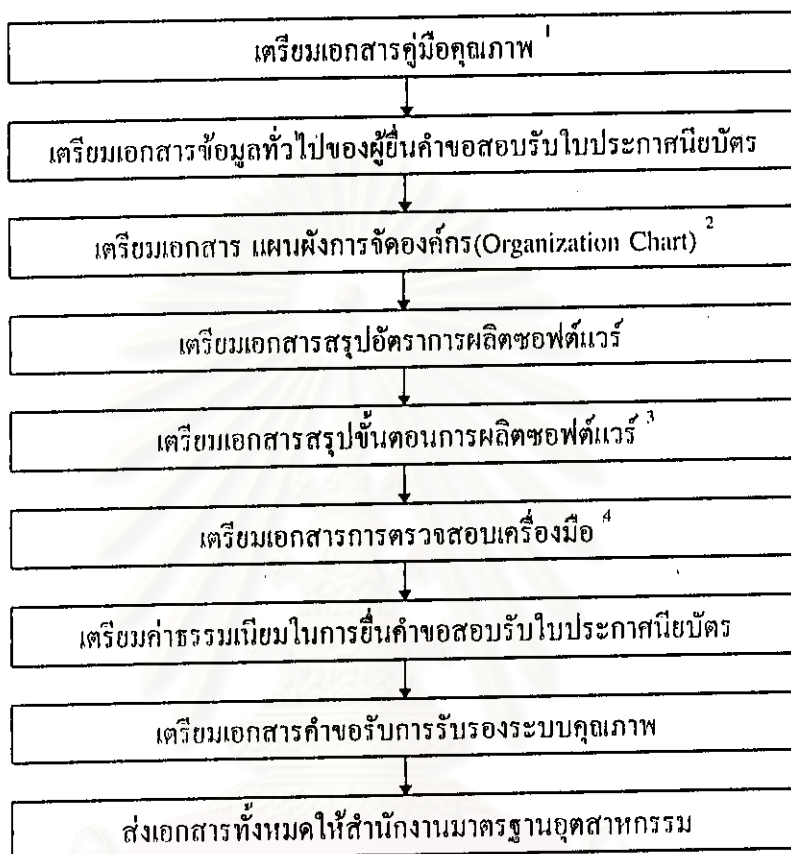 เตรียมเอกสารคู่มือคุณภาพ 1
เตรียมเอกสารข้อมูลทั่วไปของผู้ยื่นคำขอสอบรับใบประกาศนียบัตร
เตรียมเอกสาร แผนผังการจัดองค์กร(Organization Chart) 2
เตรียมเอกสารสรุปอัตราการผลิตซอฟต์แวร์
เตรียมเอกสารสรุปขั้นตอนการผลิตซอฟต์แวร์ 3
เตรียมเอกสารการตรวจสอบเครื่องมือ 4
เตรียมค่าธรรมเนียมในการยื่นคำขอสอบรับใบประกาศนียบัตร
เตรียมเอกสารคำขอรับการรับรองระบบคุณภาพ
ส่งเอกสารทั้งหมดให้สำนักงานมาตรฐานอุตสาหกรรม